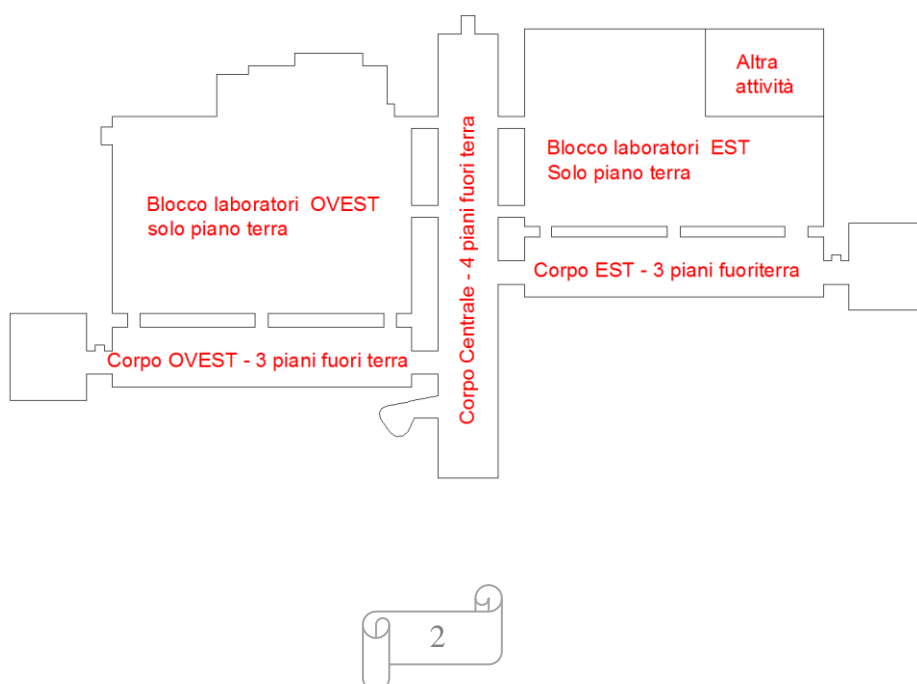 Altra
attività
Blocco laboratori EST
Solo piano terra
Blocco laboratori OVEST
solo piano terra
Corpo Centrale - 4 piani fuori terra
Corpo EST - 3 piani fuoriterra
Corpo OVEST - 3 piani fuori terra
2